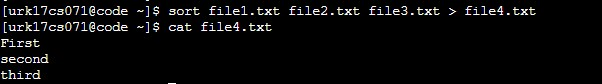 [urk17cs071@code ~]$ sort file1.txt file2.txt file3.txt > file4.txt
[urk17cs071@code ~]$ cat file4.txt
First
second
third